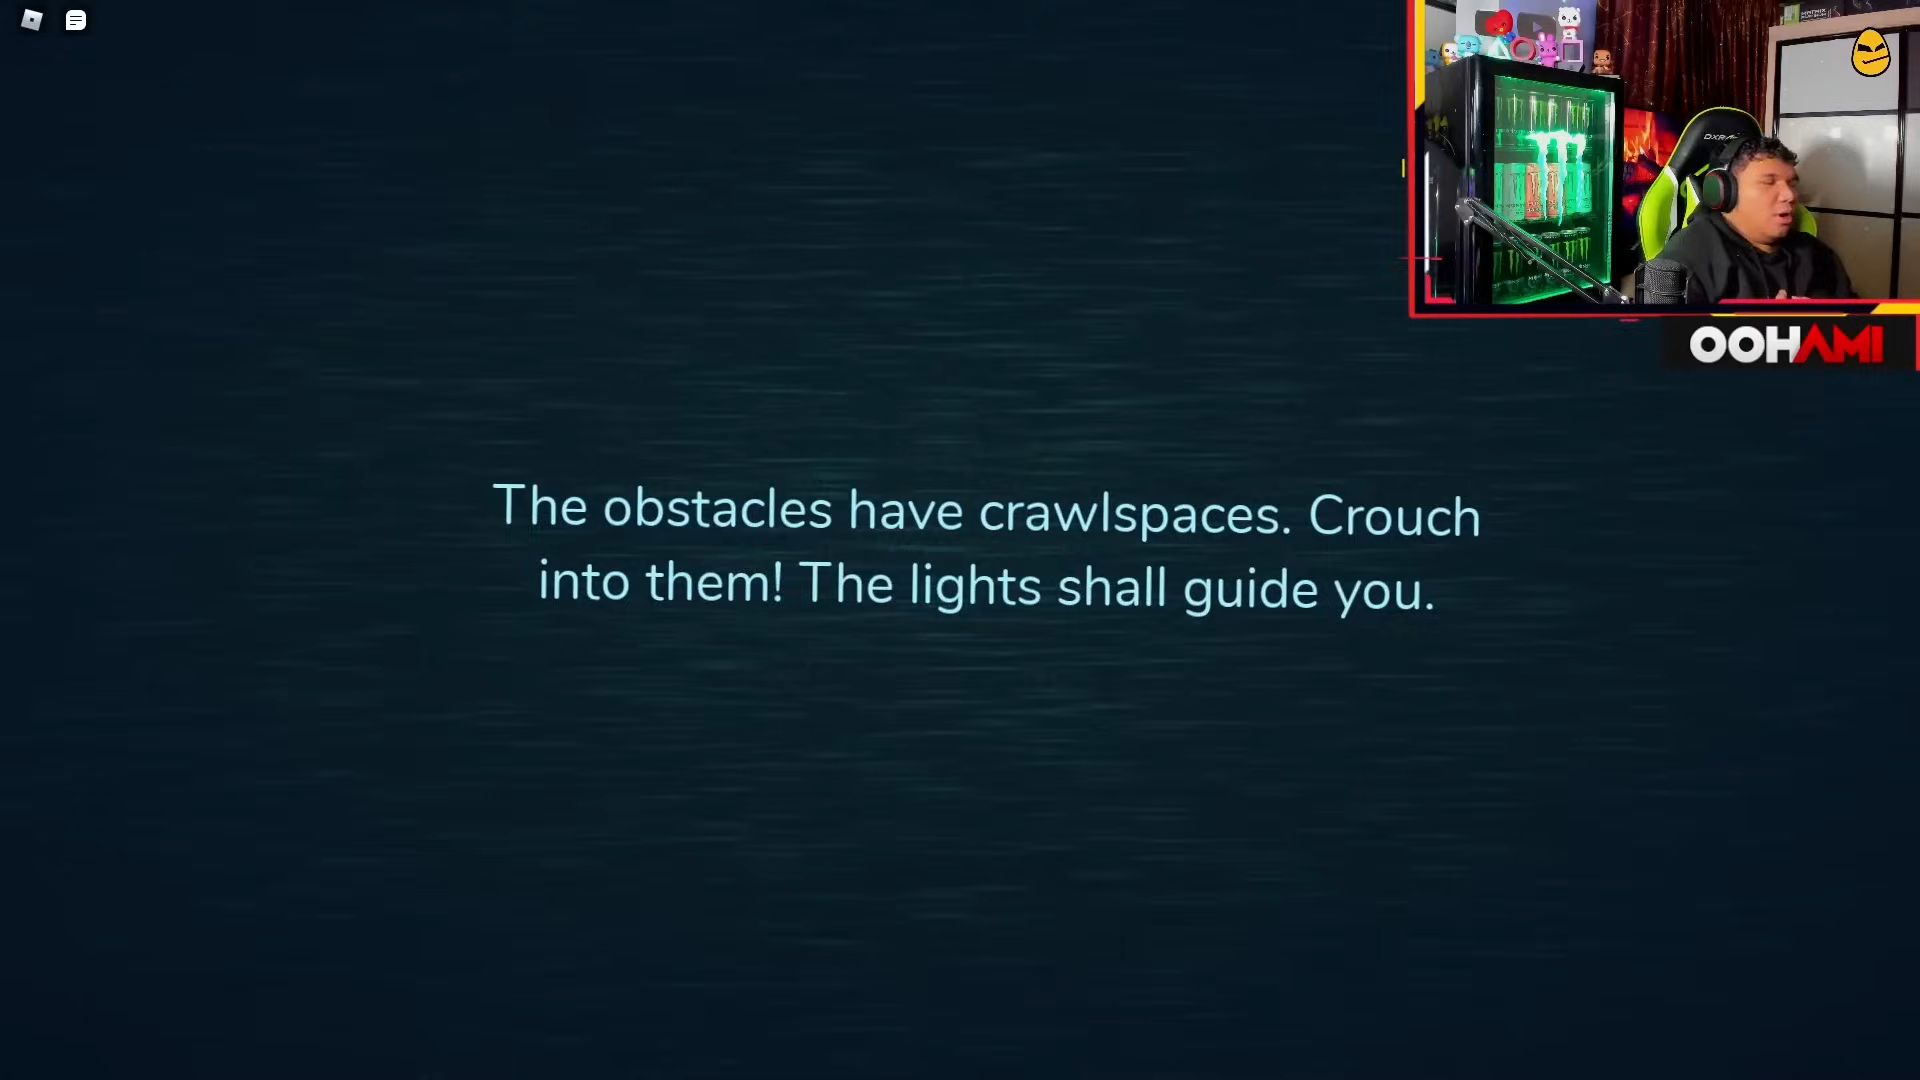 The obstacles have crawlspaces. Crouch
into them! The lights shall guide you.
OOHAMI